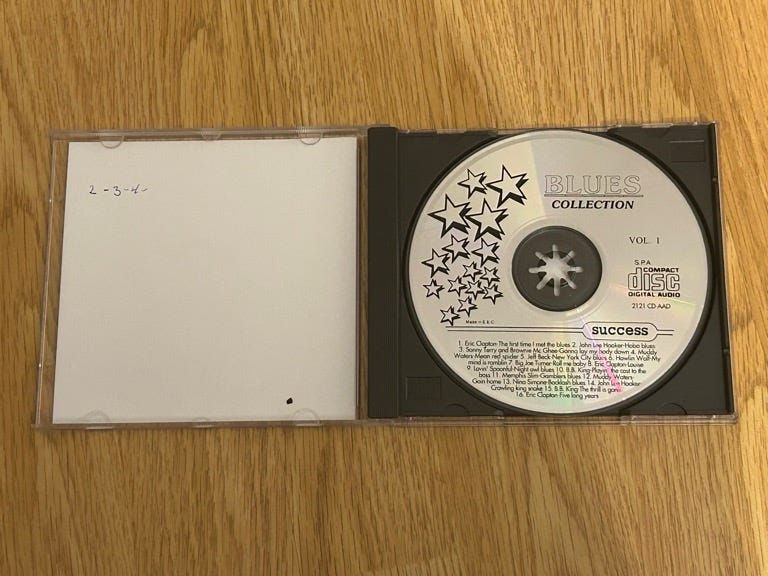 2-3-4-
BLUES
COLLECTION
VOL. 1
S.P.A
COMPACT
disc
DIGITAL AUDIO
2121 CD AAD
Made in E.E.C.
success
1. Eric Clapton-The first time I met the blues 2. John Lee Hooker-Hobo blues
3. Sonny Terry and Brownie Mc Ghee-Gonna lay my body down 4. Muddy
Waters-Mean red spider 5. Jeff Beck-New York City blues 6. Howlin Wolf-My
mind is ramblin 7. Big Joe Turner-Roll me baby 8. Eric Clapton-Louise
9. Lovin' Spoonful-Night owl blues 10. B.B. King-Playin' the cost to the
boss 11. Memphis Slim-Gamblers blues 12. Muddy Waters-
Goin home 13. Nina Simone-Backlash blues 14. John Lee Hooker-
Crawling king snake 15. B.B. King-The thrill is gone
16. Eric Clapton-Five long years